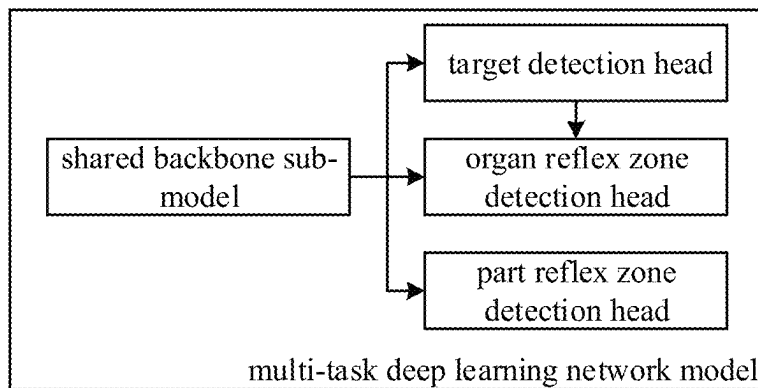 target detection head
shared backbone sub-
model
organ reflex zone
detection head
part reflex zone
detection head
multi-task deep learning network model